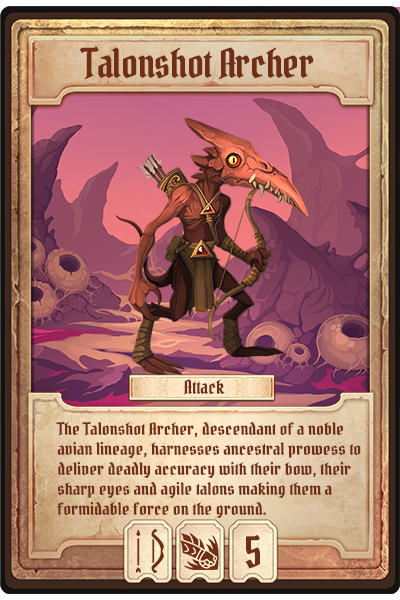 Talonshot Archer
Attack
The Talonshot Archer, descendant of a noble
avian lineage, harnesses ancestral prowess to
deliver deadly accuracy with their bow, their
sharp eyes and agile talons making them a
formidable force on the ground.
5